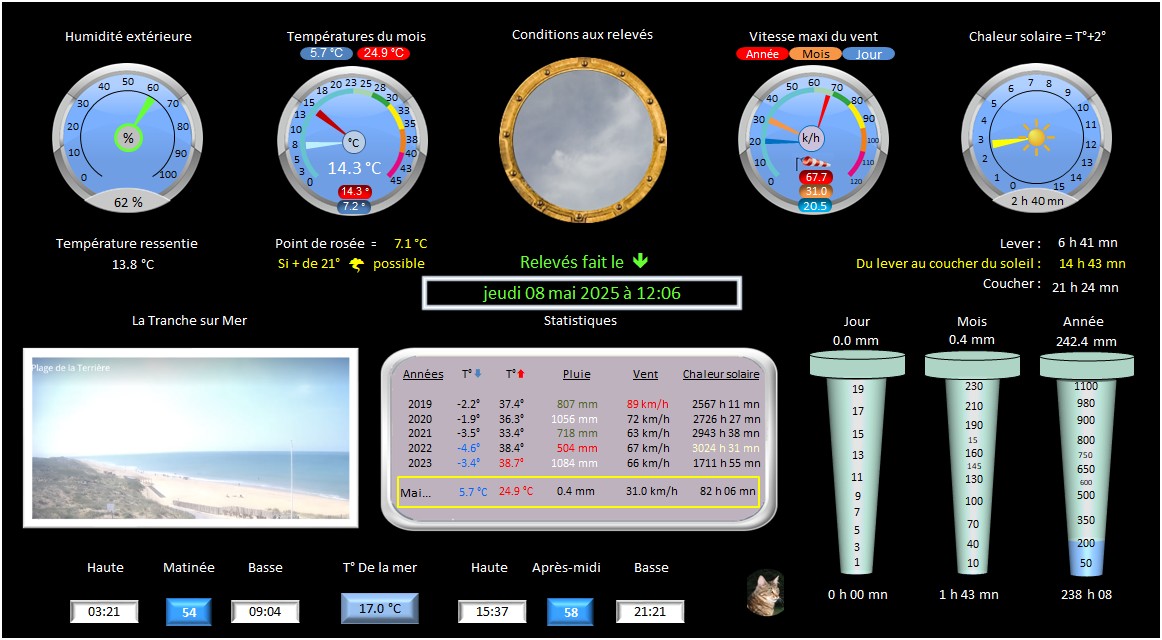 Humidité extérieure
Températures du mois
Conditions aux relevés
Vitesse maxi du vent
Chaleur solaire = T°+2°
5.7 °C 24.9 °C
Année Mois Jour
0 10 20 30 40 50 60 70 80 90 100
%
62 %
0 3 5 8 10 13 15 18 20 23 25 28 30 33 35 38 40 43 45
°C
14.3 °C
14.3 °
7.2 °
0 10 20 30 40 50 60 70 80 90 100 110 120
k/h
67.7
31.0
20.5
0 1 2 3 4 5 6 7 8 9 10 11 12 13 14 15
2 h 40 mn
Température ressentie
13.8 °C
Point de rosée = 7.1 °C
Si + de 21° possible
Relevés fait le
jeudi 08 mai 2025 à 12:06
Lever : 6 h 41 mn
Du lever au coucher du soleil : 14 h 43 mn
Coucher : 21 h 24 mn
La Tranche sur Mer
Plage de la Terrière
Statistiques
Années T° T° Pluie Vent Chaleur solaire
2019 -2.2° 37.4° 807 mm 89 km/h 2567 h 11 mn
2020 -1.9° 36.3° 1056 mm 72 km/h 2726 h 27 mn
2021 -3.5° 33.4° 718 mm 63 km/h 2943 h 38 mn
2022 -4.6° 38.4° 504 mm 67 km/h 3024 h 31 mn
2023 -3.4° 38.7° 1084 mm 66 km/h 1711 h 55 mn
Mai... 5.7 °C 24.9 °C 0.4 mm 31.0 km/h 82 h 06 mn
Jour
0.0 mm
19
17
15
13
11
9
7
5
3
1
0 h 00 mn
Mois
0.4 mm
230
210
190
15
160
145
130
100
70
40
10
1 h 43 mn
Année
242.4 mm
1100
980
900
800
750
650
600
500
350
200
50
238 h 08
Haute Matinée Basse T° De la mer Haute Après-midi Basse
03:21 54 09:04 17.0 °C 15:37 58 21:21